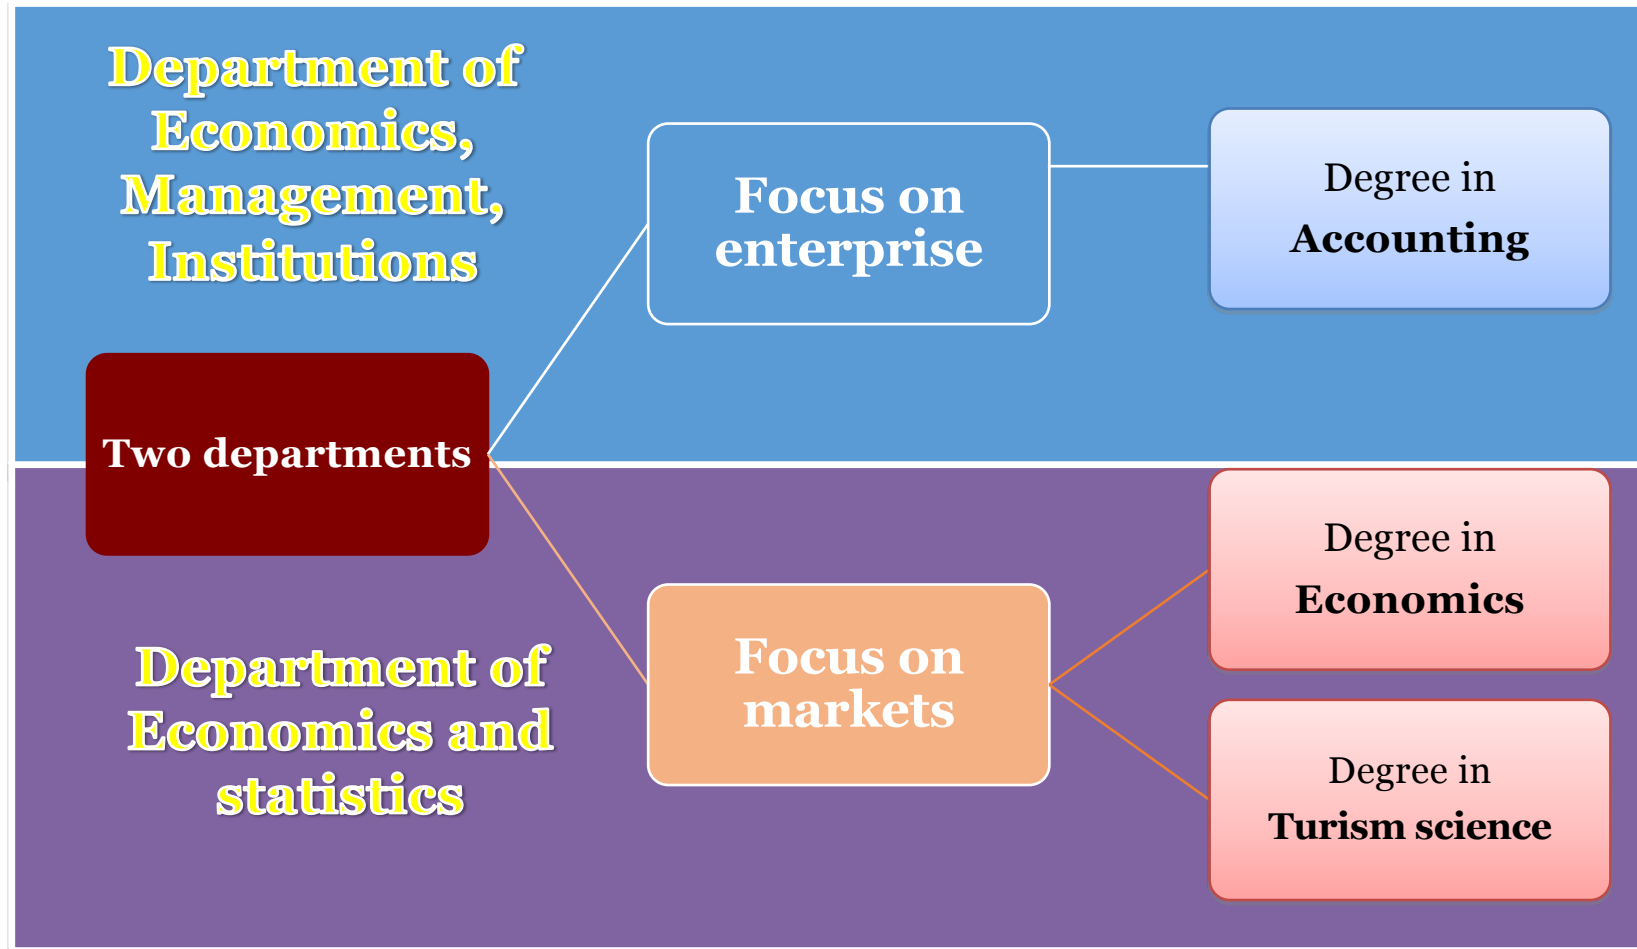 Department of
Economics,
Management,
Institutions
Focus on
enterprise
Degree in
Accounting
Two departments
Department of
Economics and
statistics
Focus on
markets
Degree in
Economics
Degree in
Turism science